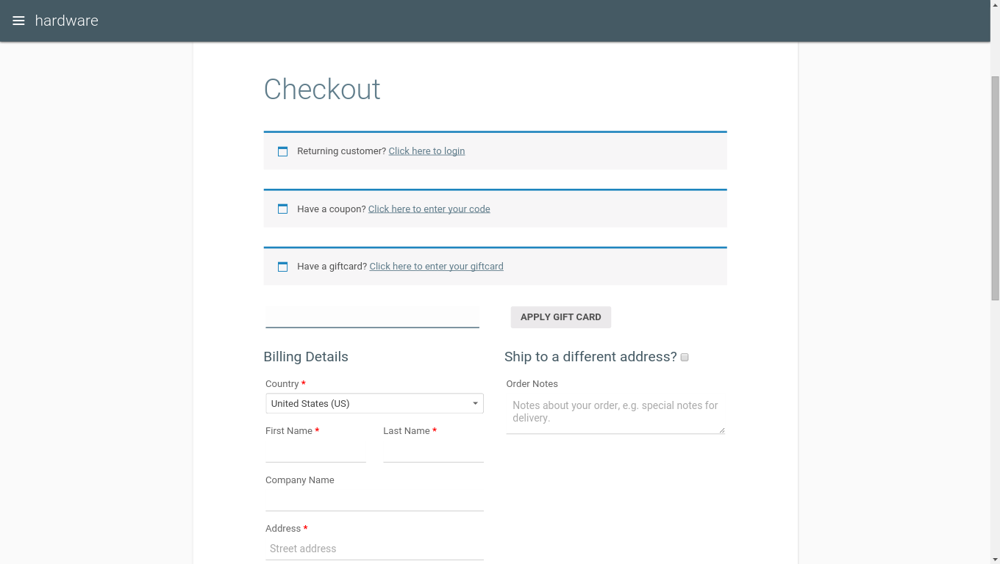 hardware
Checkout
Returning customer? Click here to login
Have a coupon? Click here to enter your code
Have a giftcard? Click here to enter your giftcard
APPLY GIFT CARD
Billing Details
Ship to a different address?
Country *
United States (US)
Order Notes
Notes about your order, e.g. special notes for
delivery.
First Name *
Last Name *
Company Name
Address *
Street address